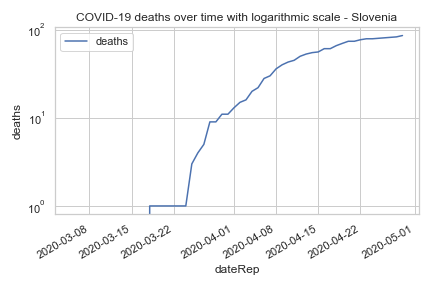 COVID-19 deaths over time with logarithmic scale - Slovenia
deaths
10²
10¹
10⁰
deaths
2020-03-08
2020-03-15
2020-03-22
2020-04-01
2020-04-08
2020-04-15
2020-04-22
2020-05-01
dateRep